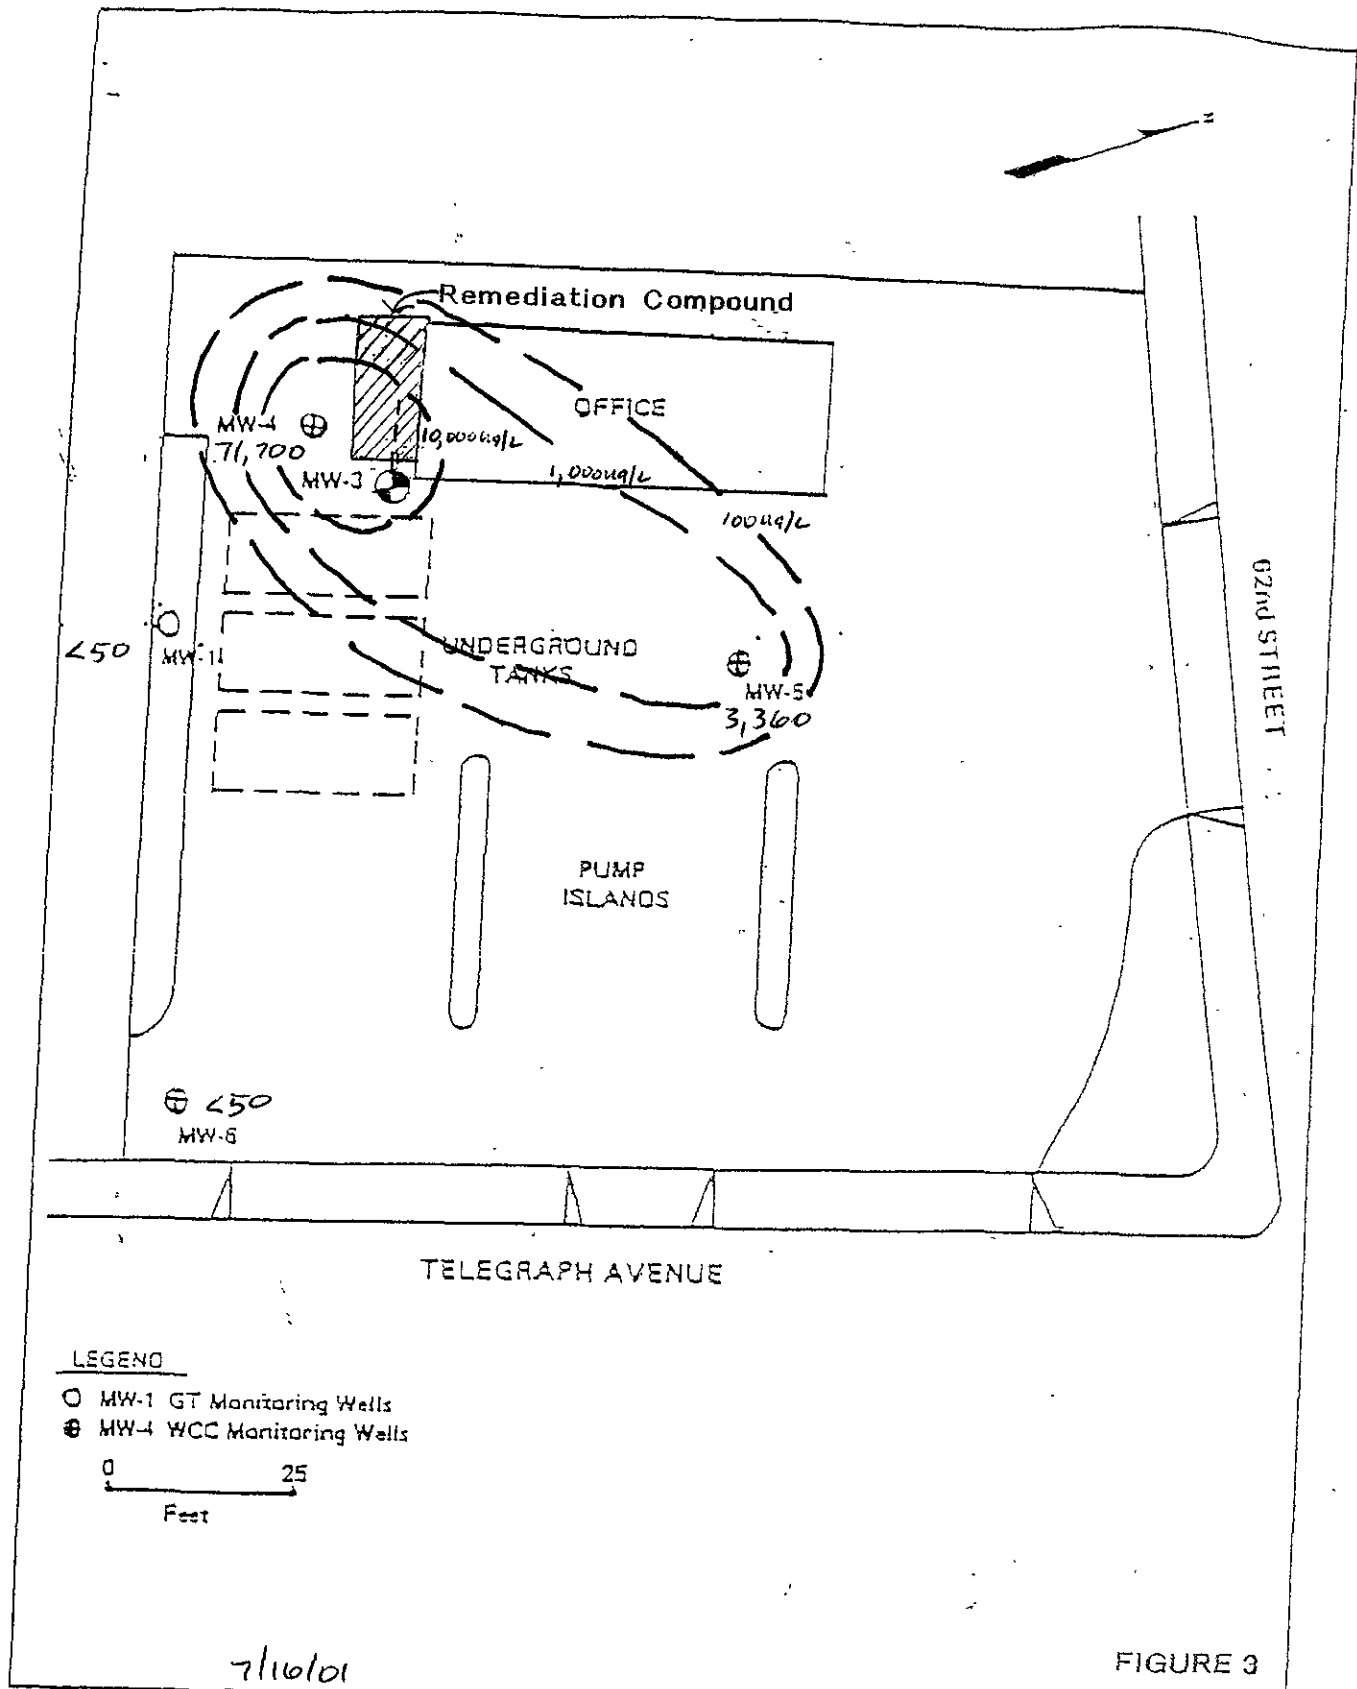 N
Remediation Compound
OFFICE
MW-4
71,700
10,000ug/L
MW-3
1,000ug/L
100ug/L
62nd STREET
<50
MW-1
UNDERGROUND
TANKS
MW-5
3,360
PUMP
ISLANDS
<50
MW-6
TELEGRAPH AVENUE
LEGEND
MW-1 GT Monitoring Wells
MW-4 WCC Monitoring Wells
0 25
Feet
7/16/01
FIGURE 3